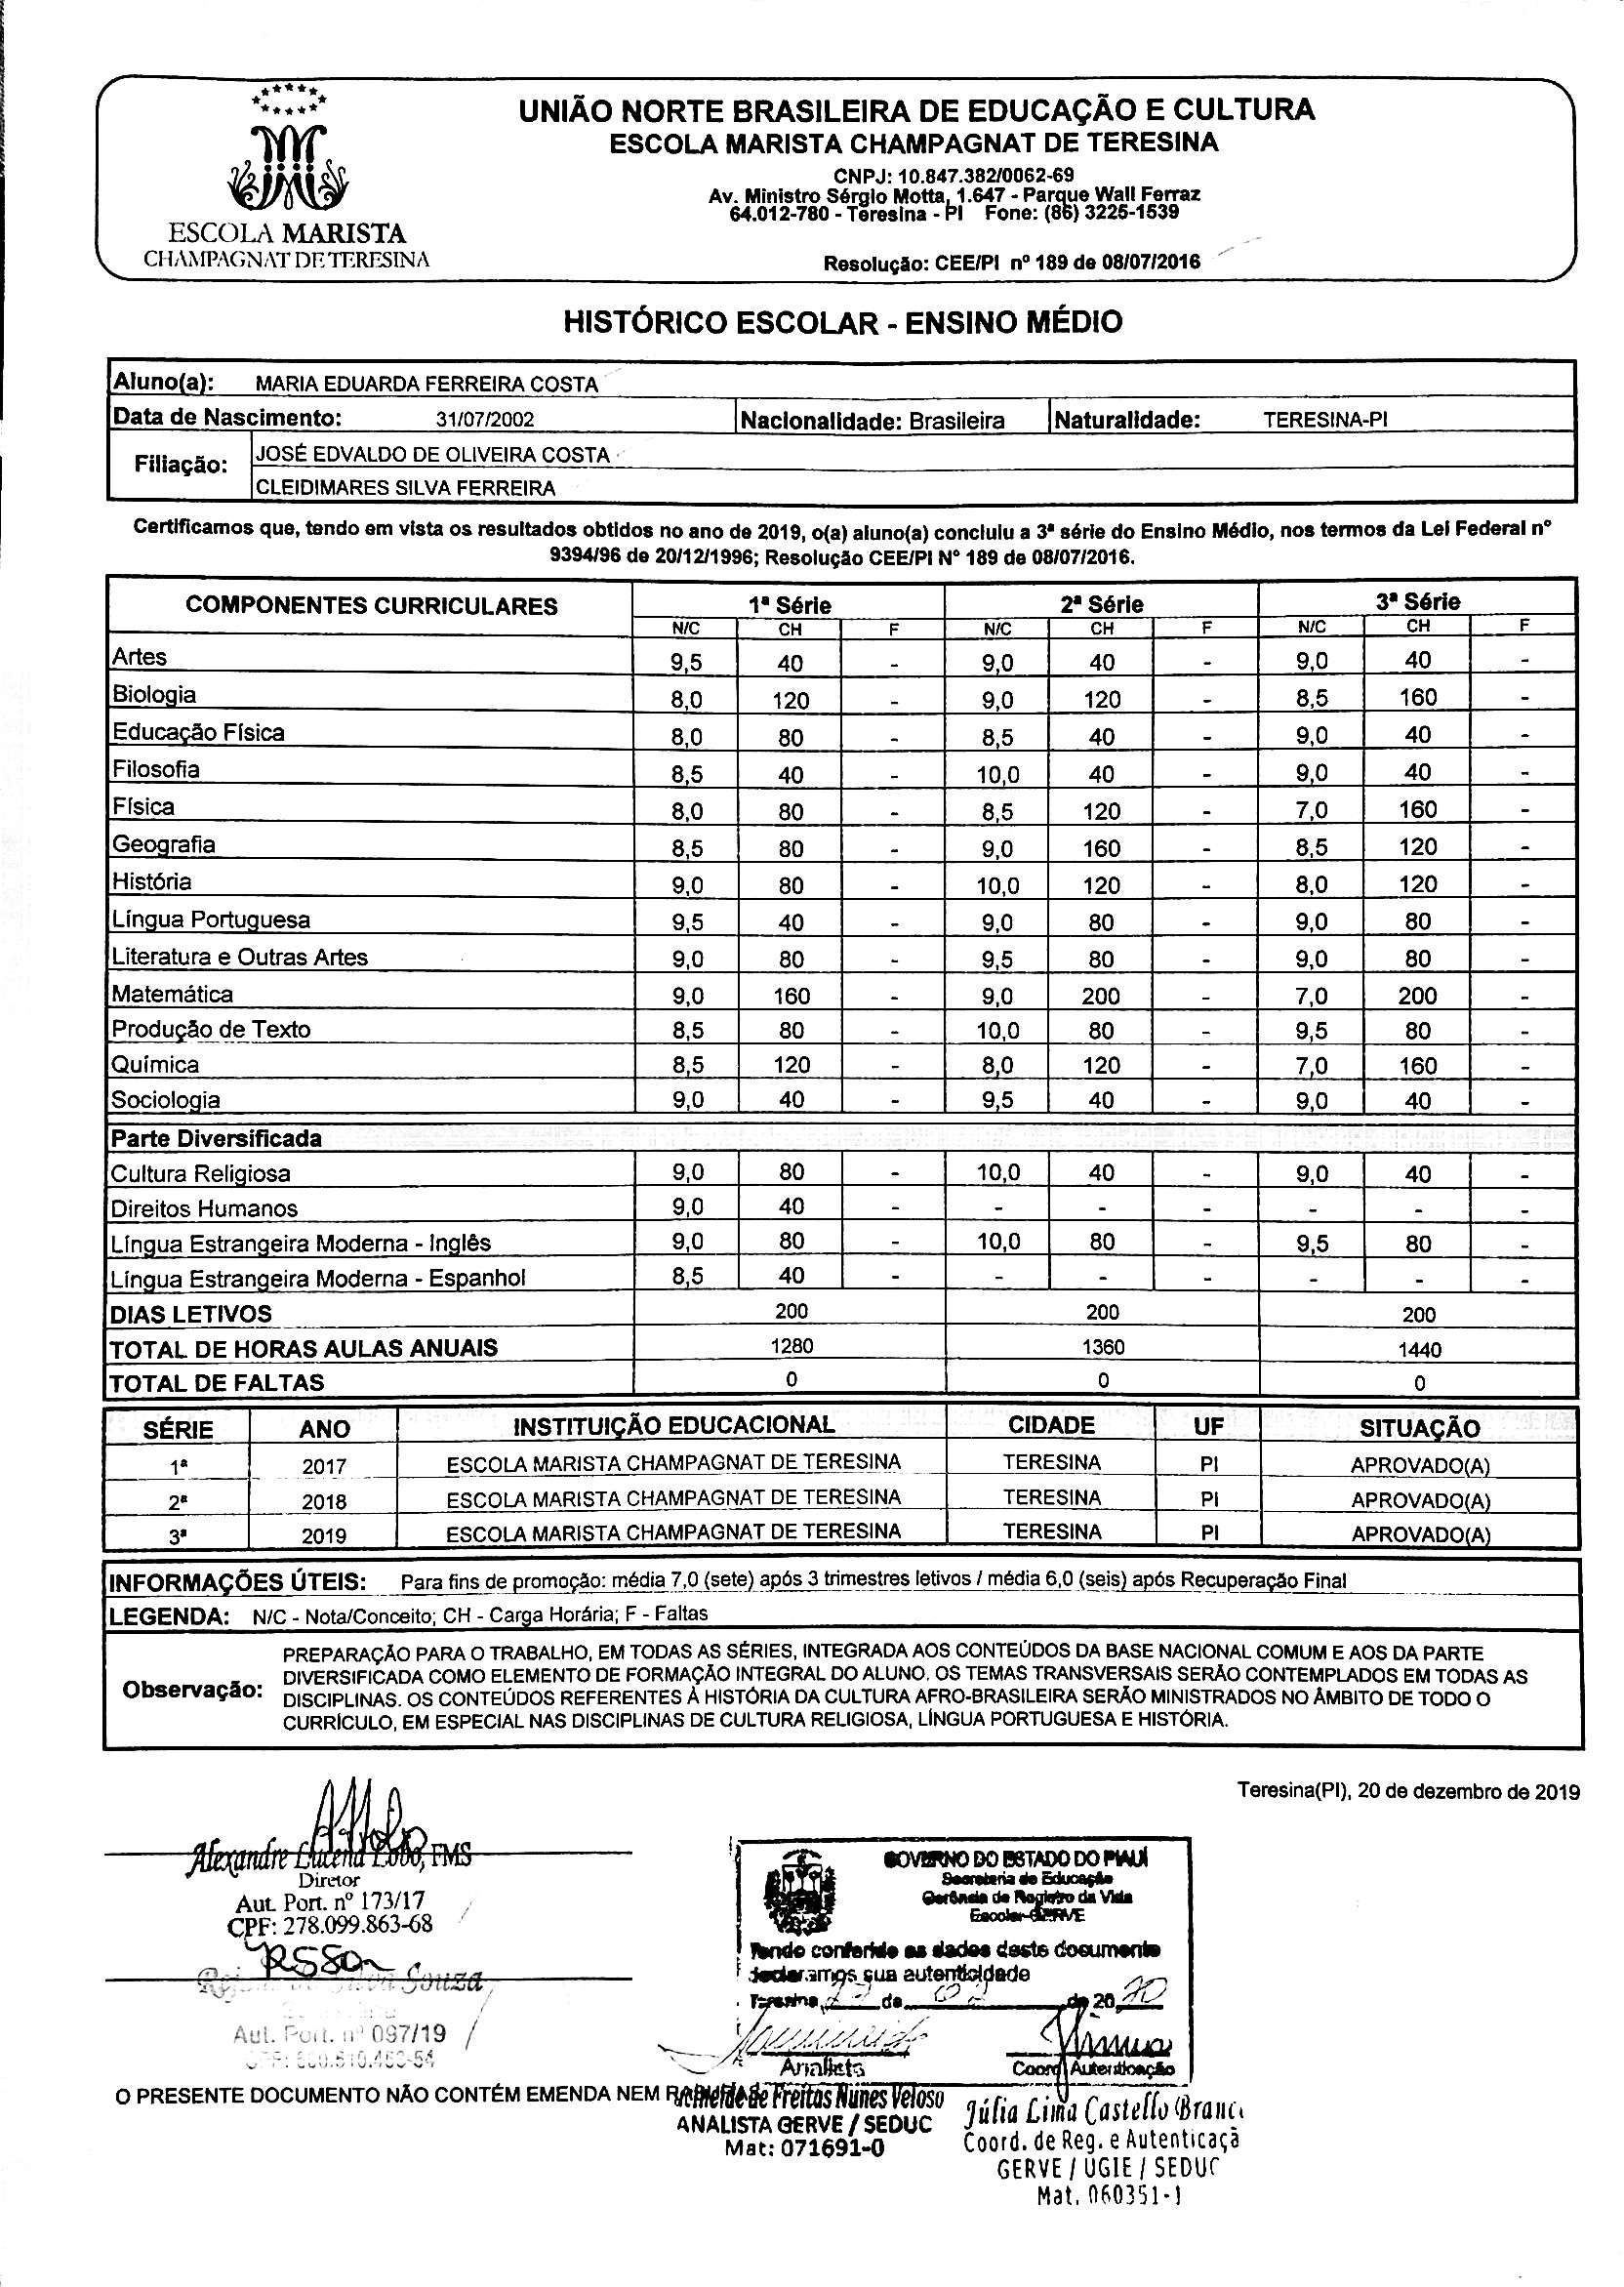 UNIÃO NORTE BRASILEIRA DE EDUCAÇÃO E CULTURA
ESCOLA MARISTA CHAMPAGNAT DE TERESINA
CNPJ: 10.847.382/0062-69
Av. Ministro Sérgio Motta, 1.647 - Parque Wall Ferraz
64.012-780 - Teresina - PI Fone: (86) 3225-1539
ESCOLA MARISTA
CHAMPAGNAT DE TERESINA
Resolução: CEE/PI nº 189 de 08/07/2016
HISTÓRICO ESCOLAR - ENSINO MÉDIO
Aluno(a): MARIA EDUARDA FERREIRA COSTA
Data de Nascimento: 31/07/2002 Nacionalidade: Brasileira Naturalidade: TERESINA-PI
Filiação: JOSÉ EDVALDO DE OLIVEIRA COSTA
CLEIDIMARES SILVA FERREIRA
Certificamos que, tendo em vista os resultados obtidos no ano de 2019, o(a) aluno(a) concluiu a 3ª série do Ensino Médio, nos termos da Lei Federal nº
9394/96 de 20/12/1996; Resolução CEE/PI Nº 189 de 08/07/2016.
COMPONENTES CURRICULARES 1ª Série 2ª Série 3ª Série
N/C CH F N/C CH F N/C CH F
Artes 9,5 40 - 9,0 40 - 9,0 40 -
Biologia 8,0 120 - 9,0 120 - 8,5 160 -
Educação Física 8,0 80 - 8,5 40 - 9,0 40 -
Filosofia 8,5 40 - 10,0 40 - 9,0 40 -
Física 8,0 80 - 8,5 120 - 7,0 160 -
Geografia 8,5 80 - 9,0 160 - 8,5 120 -
História 9,0 80 - 10,0 120 - 8,0 120 -
Língua Portuguesa 9,5 40 - 9,0 80 - 9,0 80 -
Literatura e Outras Artes 9,0 80 - 9,5 80 - 9,0 80 -
Matemática 9,0 160 - 9,0 200 - 7,0 200 -
Produção de Texto 8,5 80 - 10,0 80 - 9,5 80 -
Química 8,5 120 - 8,0 120 - 7,0 160 -
Sociologia 9,0 40 - 9,5 40 - 9,0 40 -
Parte Diversificada
Cultura Religiosa 9,0 80 - 10,0 40 - 9,0 40 -
Direitos Humanos 9,0 40 - - - - - - -
Língua Estrangeira Moderna - Inglês 9,0 80 - 10,0 80 - 9,5 80 -
Língua Estrangeira Moderna - Espanhol 8,5 40 - - - - - - -
DIAS LETIVOS 200 200 200
TOTAL DE HORAS AULAS ANUAIS 1280 1360 1440
TOTAL DE FALTAS 0 0 0
SÉRIE ANO INSTITUIÇÃO EDUCACIONAL CIDADE UF SITUAÇÃO
1ª 2017 ESCOLA MARISTA CHAMPAGNAT DE TERESINA TERESINA PI APROVADO(A)
2ª 2018 ESCOLA MARISTA CHAMPAGNAT DE TERESINA TERESINA PI APROVADO(A)
3ª 2019 ESCOLA MARISTA CHAMPAGNAT DE TERESINA TERESINA PI APROVADO(A)
INFORMAÇÕES ÚTEIS: Para fins de promoção: média 7,0 (sete) após 3 trimestres letivos / média 6,0 (seis) após Recuperação Final
LEGENDA: N/C - Nota/Conceito; CH - Carga Horária; F - Faltas
Observação: PREPARAÇÃO PARA O TRABALHO, EM TODAS AS SÉRIES, INTEGRADA AOS CONTEÚDOS DA BASE NACIONAL COMUM E AOS DA PARTE
DIVERSIFICADA COMO ELEMENTO DE FORMAÇÃO INTEGRAL DO ALUNO. OS TEMAS TRANSVERSAIS SERÃO CONTEMPLADOS EM TODAS AS
DISCIPLINAS. OS CONTEÚDOS REFERENTES À HISTÓRIA DA CULTURA AFRO-BRASILEIRA SERÃO MINISTRADOS NO ÂMBITO DE TODO O
CURRÍCULO, EM ESPECIAL NAS DISCIPLINAS DE CULTURA RELIGIOSA, LÍNGUA PORTUGUESA E HISTÓRIA.
Teresina(PI), 20 de dezembro de 2019
Alexandre Lucena Lôbo, FMS
Diretor
Aut. Port. nº 173/17
CPF: 278.099.863-68
Souza
Aut. Port. nº 097/19
GOVERNO DO ESTADO DO PIAUÍ
Secretaria de Educação
Gerência de Registro da Vida
Escolar-GERVE
Tendo conferido os dados deste documento
declaramos sua autenticidade
Teresina, de de 20 20
Analista Coord. Autenticação
O PRESENTE DOCUMENTO NÃO CONTÉM EMENDA NEM
de Freitas Nunes Veloso
ANALISTA GERVE / SEDUC
Mat: 071691-0
Júlia Lima Castello
Coord. de Reg. e Autenticaçã
GERVE / UGIE / SEDUC
Mat. 060351-1